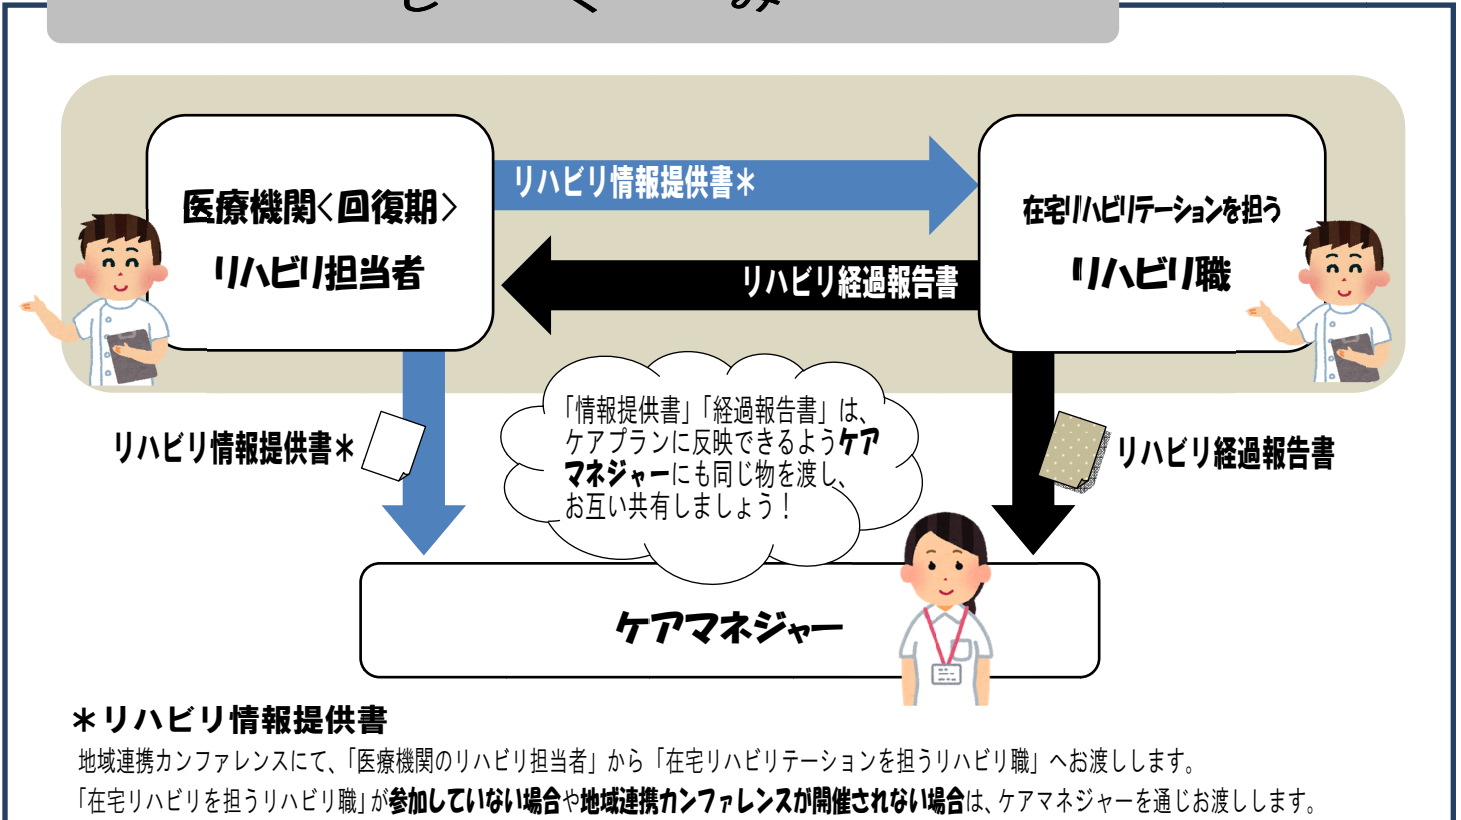 しくみ
医療機関<回復期>
リハビリ担当者
リハビリ情報提供書＊
リハビリ経過報告書
在宅リハビリテーションを担う
リハビリ職
リハビリ情報提供書＊
「情報提供書」「経過報告書」は、
ケアプランに反映できるようケア
マネジャーにも同じ物を渡し、
お互い共有しましょう！
リハビリ経過報告書
ケアマネジャー
＊リハビリ情報提供書
地域連携カンファレンスにて、「医療機関のリハビリ担当者」から「在宅リハビリテーションを担うリハビリ職」へお渡しします。
「在宅リハビリを担うリハビリ職」が参加していない場合や地域連携カンファレンスが開催されない場合は、ケアマネジャーを通じお渡しします。